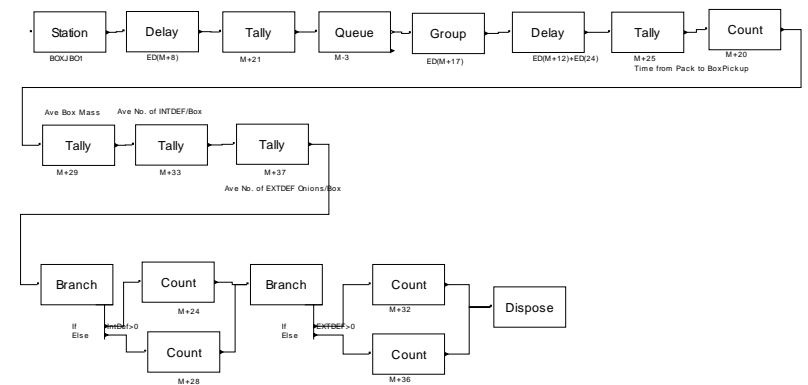 Station Delay Tally Queue Group Delay Tally Count
BOXJBO1 ED(M+8) M+21 M-3 ED(M+17) ED(M+12)+ED(24) M+25 M+20
Time from Pack to BoxPickup
Ave Box Mass Ave No. of INTDEF/Box
Tally Tally Tally
M+29 M+33 M+37
Ave No. of EXTDEF Onions/Box
Branch Count Branch Count
M+24 M+32
Dispose
If IntDef>0 If EXTDEF>0
Else Else
Count Count
M+28 M+36